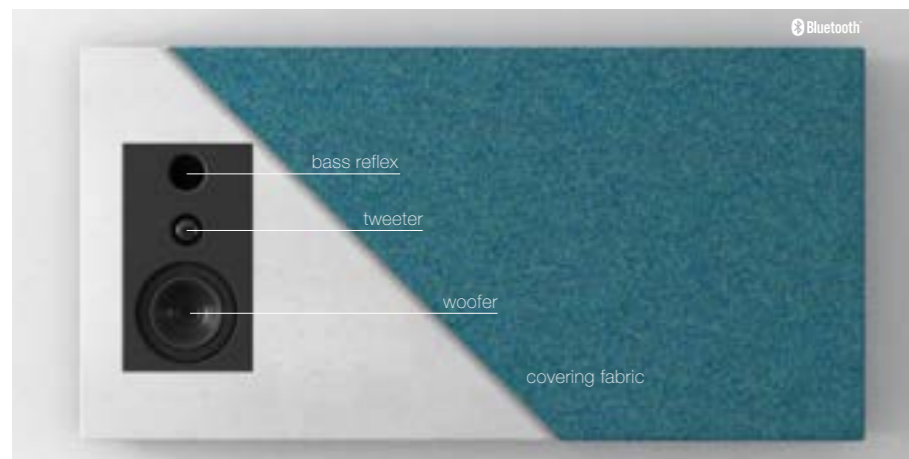 Bluetooth
bass reflex
tweeter
woofer
covering fabric